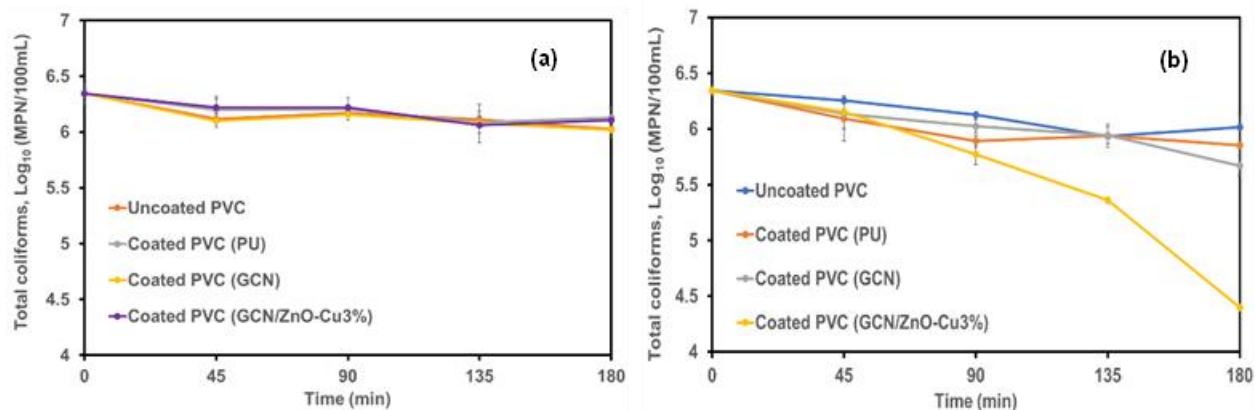 (a)
Total coliforms, Log₁₀ (MPN/100mL)
7
6.5
6
5.5
5
4.5
4
Uncoated PVC
Coated PVC (PU)
Coated PVC (GCN)
Coated PVC (GCN/ZnO-Cu3%)
0 45 90 135 180
Time (min)
(b)
Total coliforms, Log₁₀ (MPN/100mL)
7
6.5
6
5.5
5
4.5
4
Uncoated PVC
Coated PVC (PU)
Coated PVC (GCN)
Coated PVC (GCN/ZnO-Cu3%)
0 45 90 135 180
Time (min)